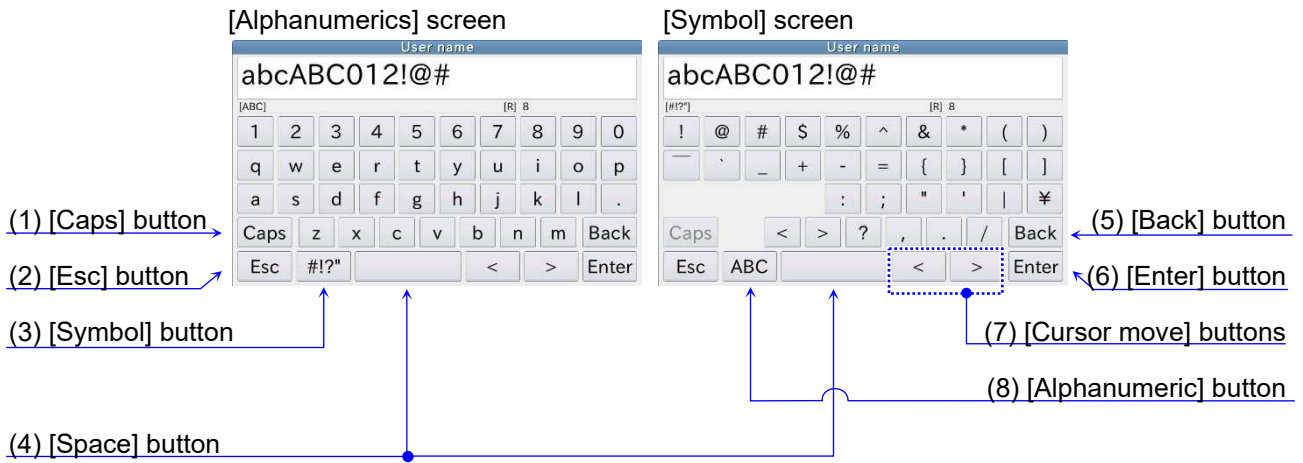 [Alphanumerics] screen
[Symbol] screen
User name
abcABC012!@#
[ABC] [R] 8
1 2 3 4 5 6 7 8 9 0
q w e r t y u i o p
a s d f g h j k l .
Caps z x c v b n m Back
Esc #!?" < > Enter
User name
abcABC012!@#
[#!?"] [R] 8
! @ # $ % ^ & * ( )
‾ ` _ + - = { } [ ]
: ; " ' | ¥
Caps < > ? , . / Back
Esc ABC < > Enter
(1) [Caps] button
(2) [Esc] button
(3) [Symbol] button
(4) [Space] button
(5) [Back] button
(6) [Enter] button
(7) [Cursor move] buttons
(8) [Alphanumeric] button